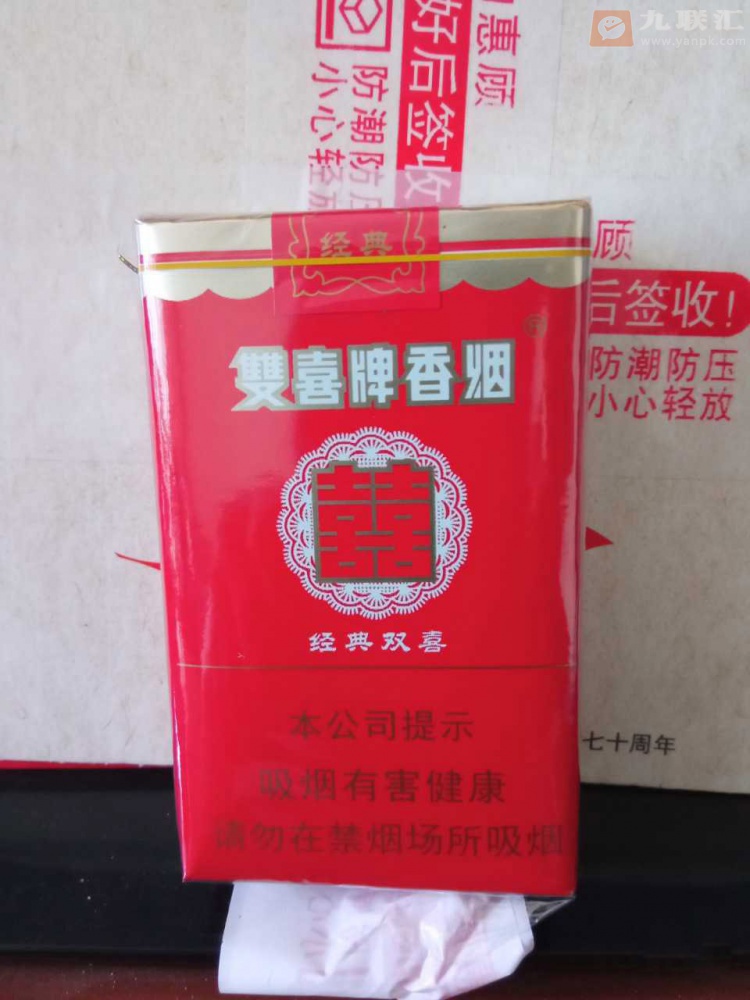 九联汇
www.yanpk.com
惠顾
好后签收
防潮防压
小心轻放
顾
后签收!
防潮防压
小心轻放
经典
雙喜牌香烟
囍
经典双喜
七十周年
本公司提示
吸烟有害健康
请勿在禁烟场所吸烟